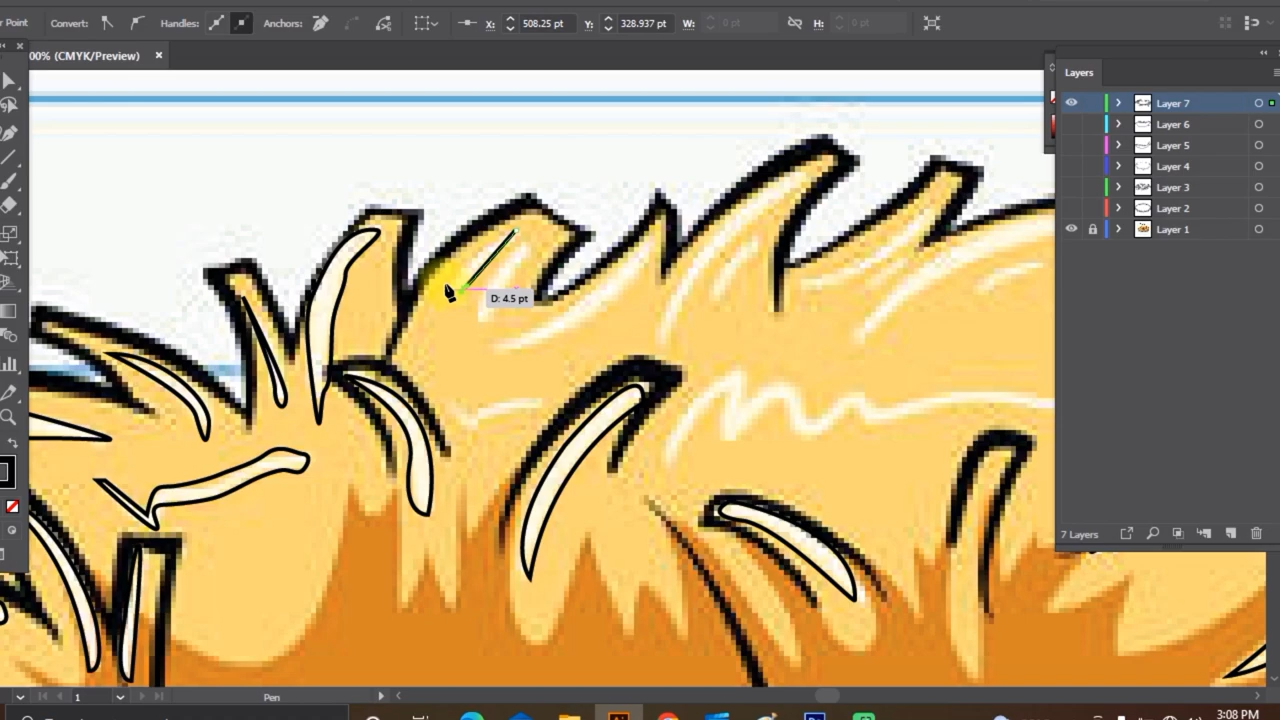 r Point Convert: Handles: Anchors: X: 508.25 pt Y: 328.937 pt W: 0 pt H: 0 pt
00% (CMYK/Preview) ×
Layers
Layer 7
Layer 6
Layer 5
Layer 4
Layer 3
Layer 2
Layer 1
D: 4.5 pt
7 Layers
1 Pen
3:08 PM